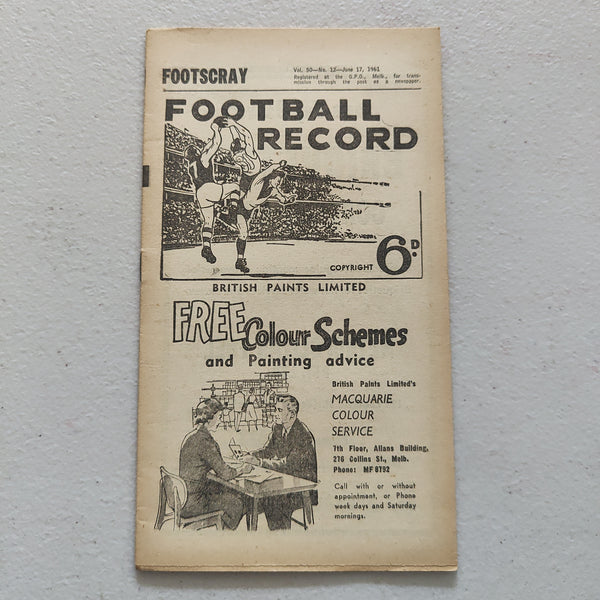 FOOTSCRAY
Vol. 50—No. 12—June 17, 1961
Registered at the G.P.O., Melb., for trans-
mission through the post as a newspaper.
FOOTBALL
RECORD
COPYRIGHT 6D.
BRITISH PAINTS LIMITED
FREE Colour Schemes
and Painting advice
British Paints Limited's
MACQUARIE
COLOUR
SERVICE
7th Floor, Allans Building,
276 Collins St., Melb.
Phone: MF 8792
Call with or without
appointment, or Phone
week days and Saturday
mornings.